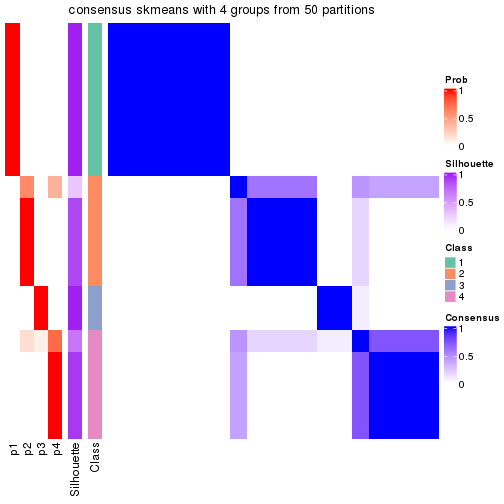 consensus skmeans with 4 groups from 50 partitions
Prob
1
0.5
0
Silhouette
1
0.5
0
Class
1
2
3
4
Consensus
1
0.5
0
p1
p2
p3
p4
Silhouette
Class